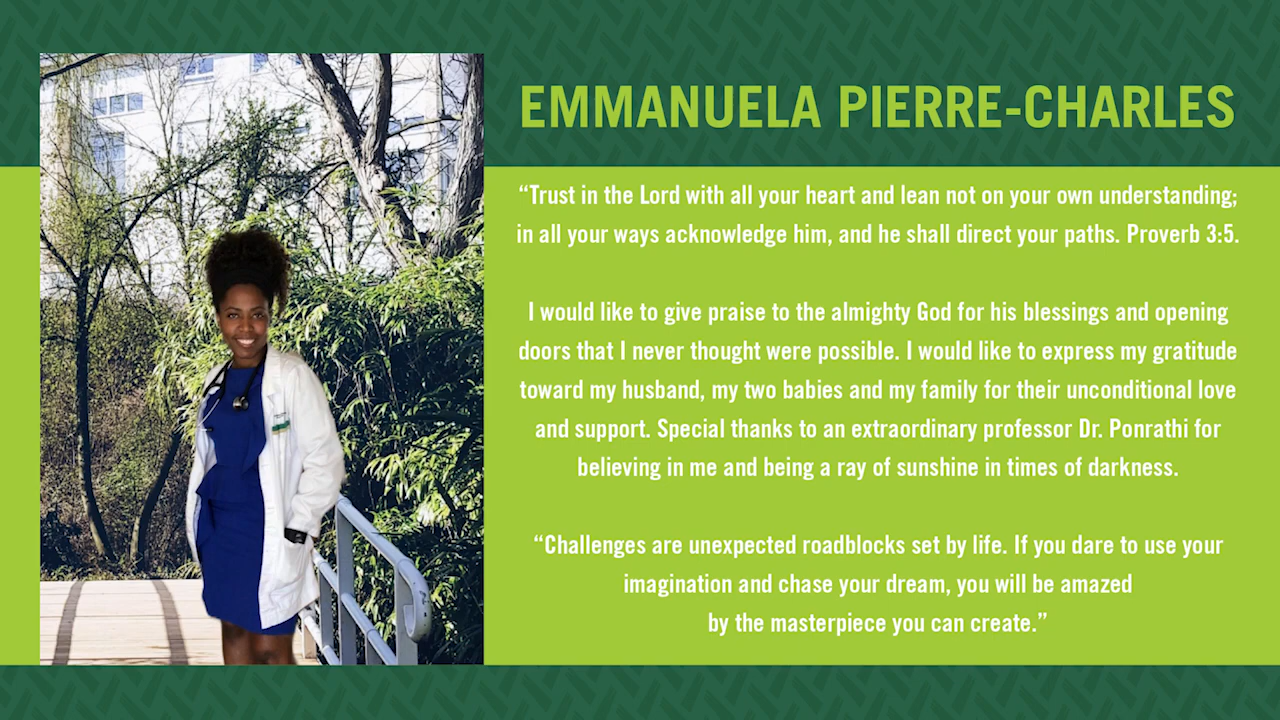 EMMANUELA PIERRE-CHARLES
“Trust in the Lord with all your heart and lean not on your own understanding;
in all your ways acknowledge him, and he shall direct your paths. Proverb 3:5.
I would like to give praise to the almighty God for his blessings and opening
doors that I never thought were possible. I would like to express my gratitude
toward my husband, my two babies and my family for their unconditional love
and support. Special thanks to an extraordinary professor Dr. Ponrathi for
believing in me and being a ray of sunshine in times of darkness.
“Challenges are unexpected roadblocks set by life. If you dare to use your
imagination and chase your dream, you will be amazed
by the masterpiece you can create.”